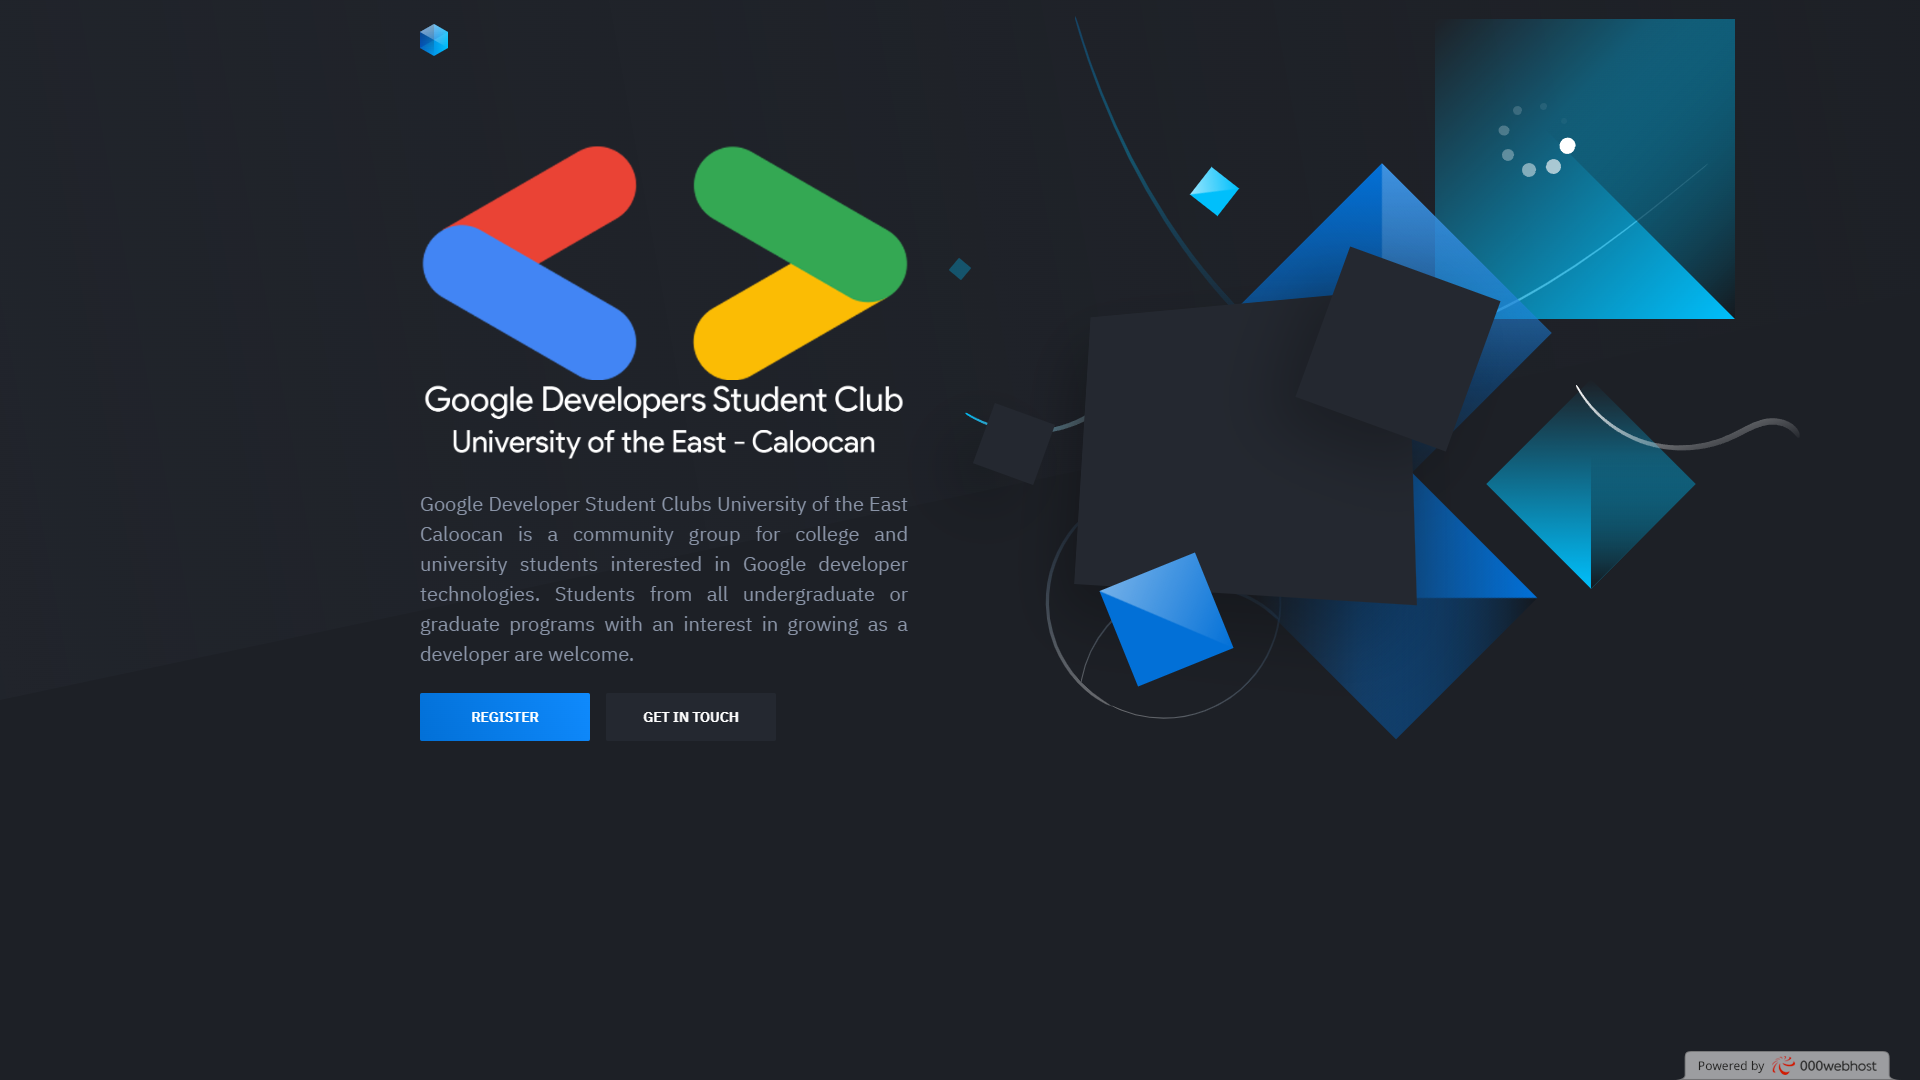 Google Developers Student Club
University of the East - Caloocan
Google Developer Student Clubs University of the East
Caloocan is a community group for college and
university students interested in Google developer
technologies. Students from all undergraduate or
graduate programs with an interest in growing as a
developer are welcome.
REGISTER GET IN TOUCH
Powered by 000webhost